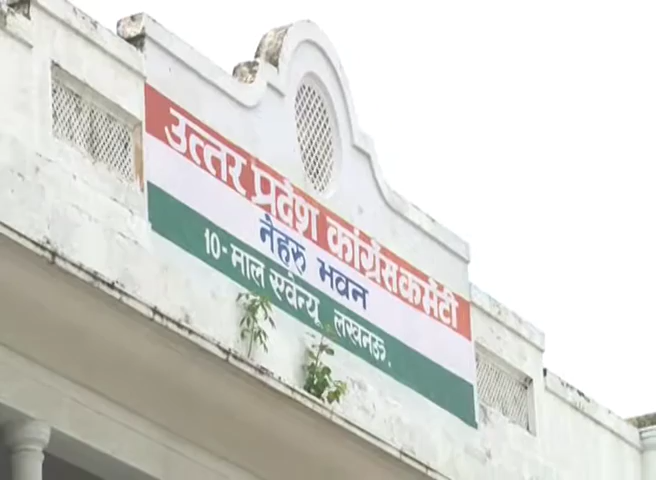 उत्तर प्रदेश कांग्रेस कमेटी
नेहरु भवन
10-माल एवेन्यू लखनऊ.